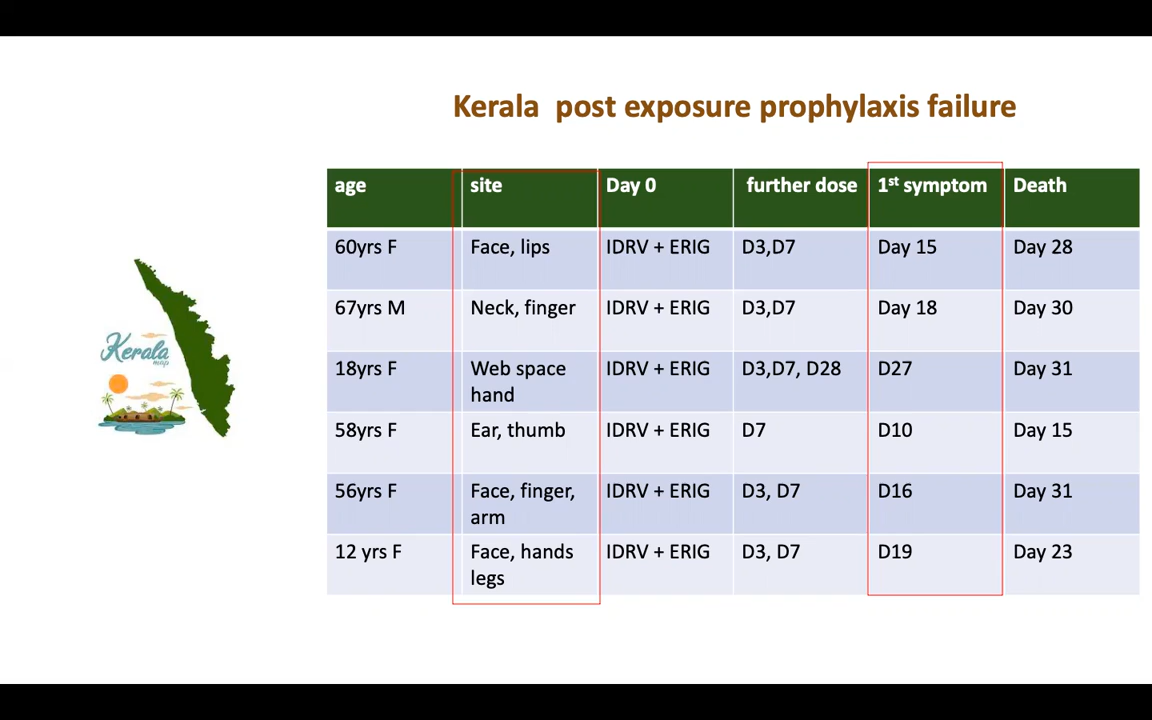 Kerala post exposure prophylaxis failure
age site Day 0 further dose 1st symptom Death
60yrs F Face, lips IDRV + ERIG D3,D7 Day 15 Day 28
67yrs M Neck, finger IDRV + ERIG D3,D7 Day 18 Day 30
18yrs F Web space hand IDRV + ERIG D3,D7, D28 D27 Day 31
58yrs F Ear, thumb IDRV + ERIG D7 D10 Day 15
56yrs F Face, finger, arm IDRV + ERIG D3, D7 D16 Day 31
12 yrs F Face, hands legs IDRV + ERIG D3, D7 D19 Day 23
Kerala
map